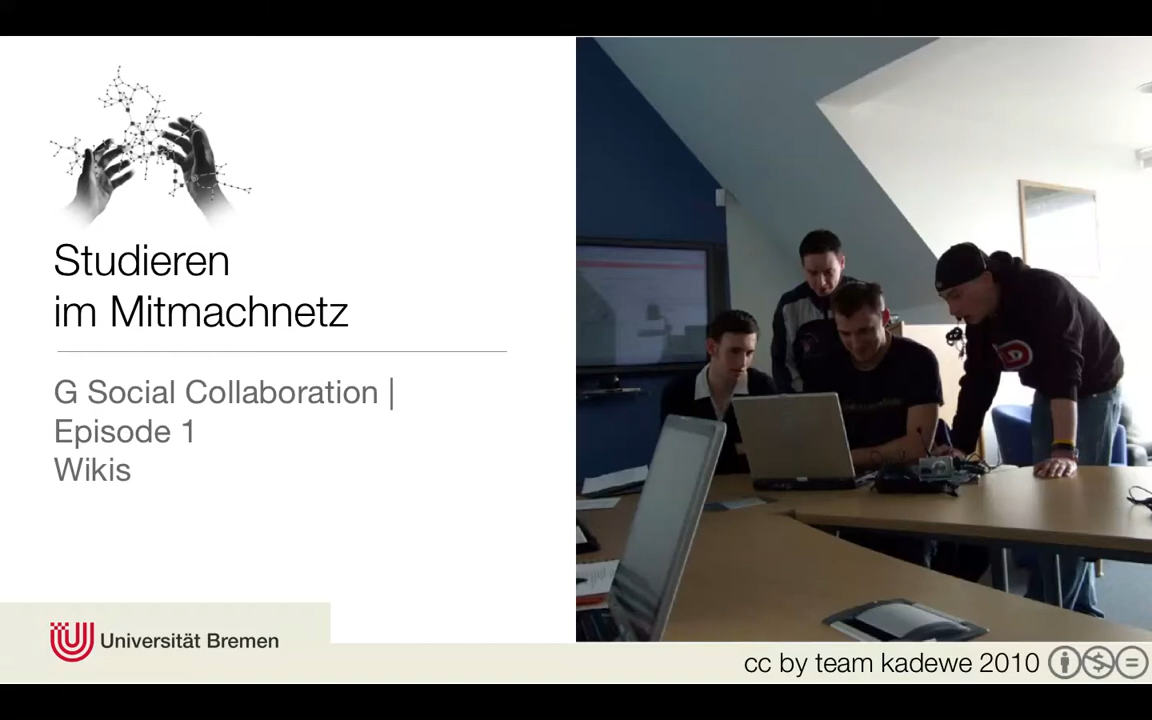 Studieren
im Mitmachnetz
G Social Collaboration |
Episode 1
Wikis
Universität Bremen
cc by team kadewe 2010